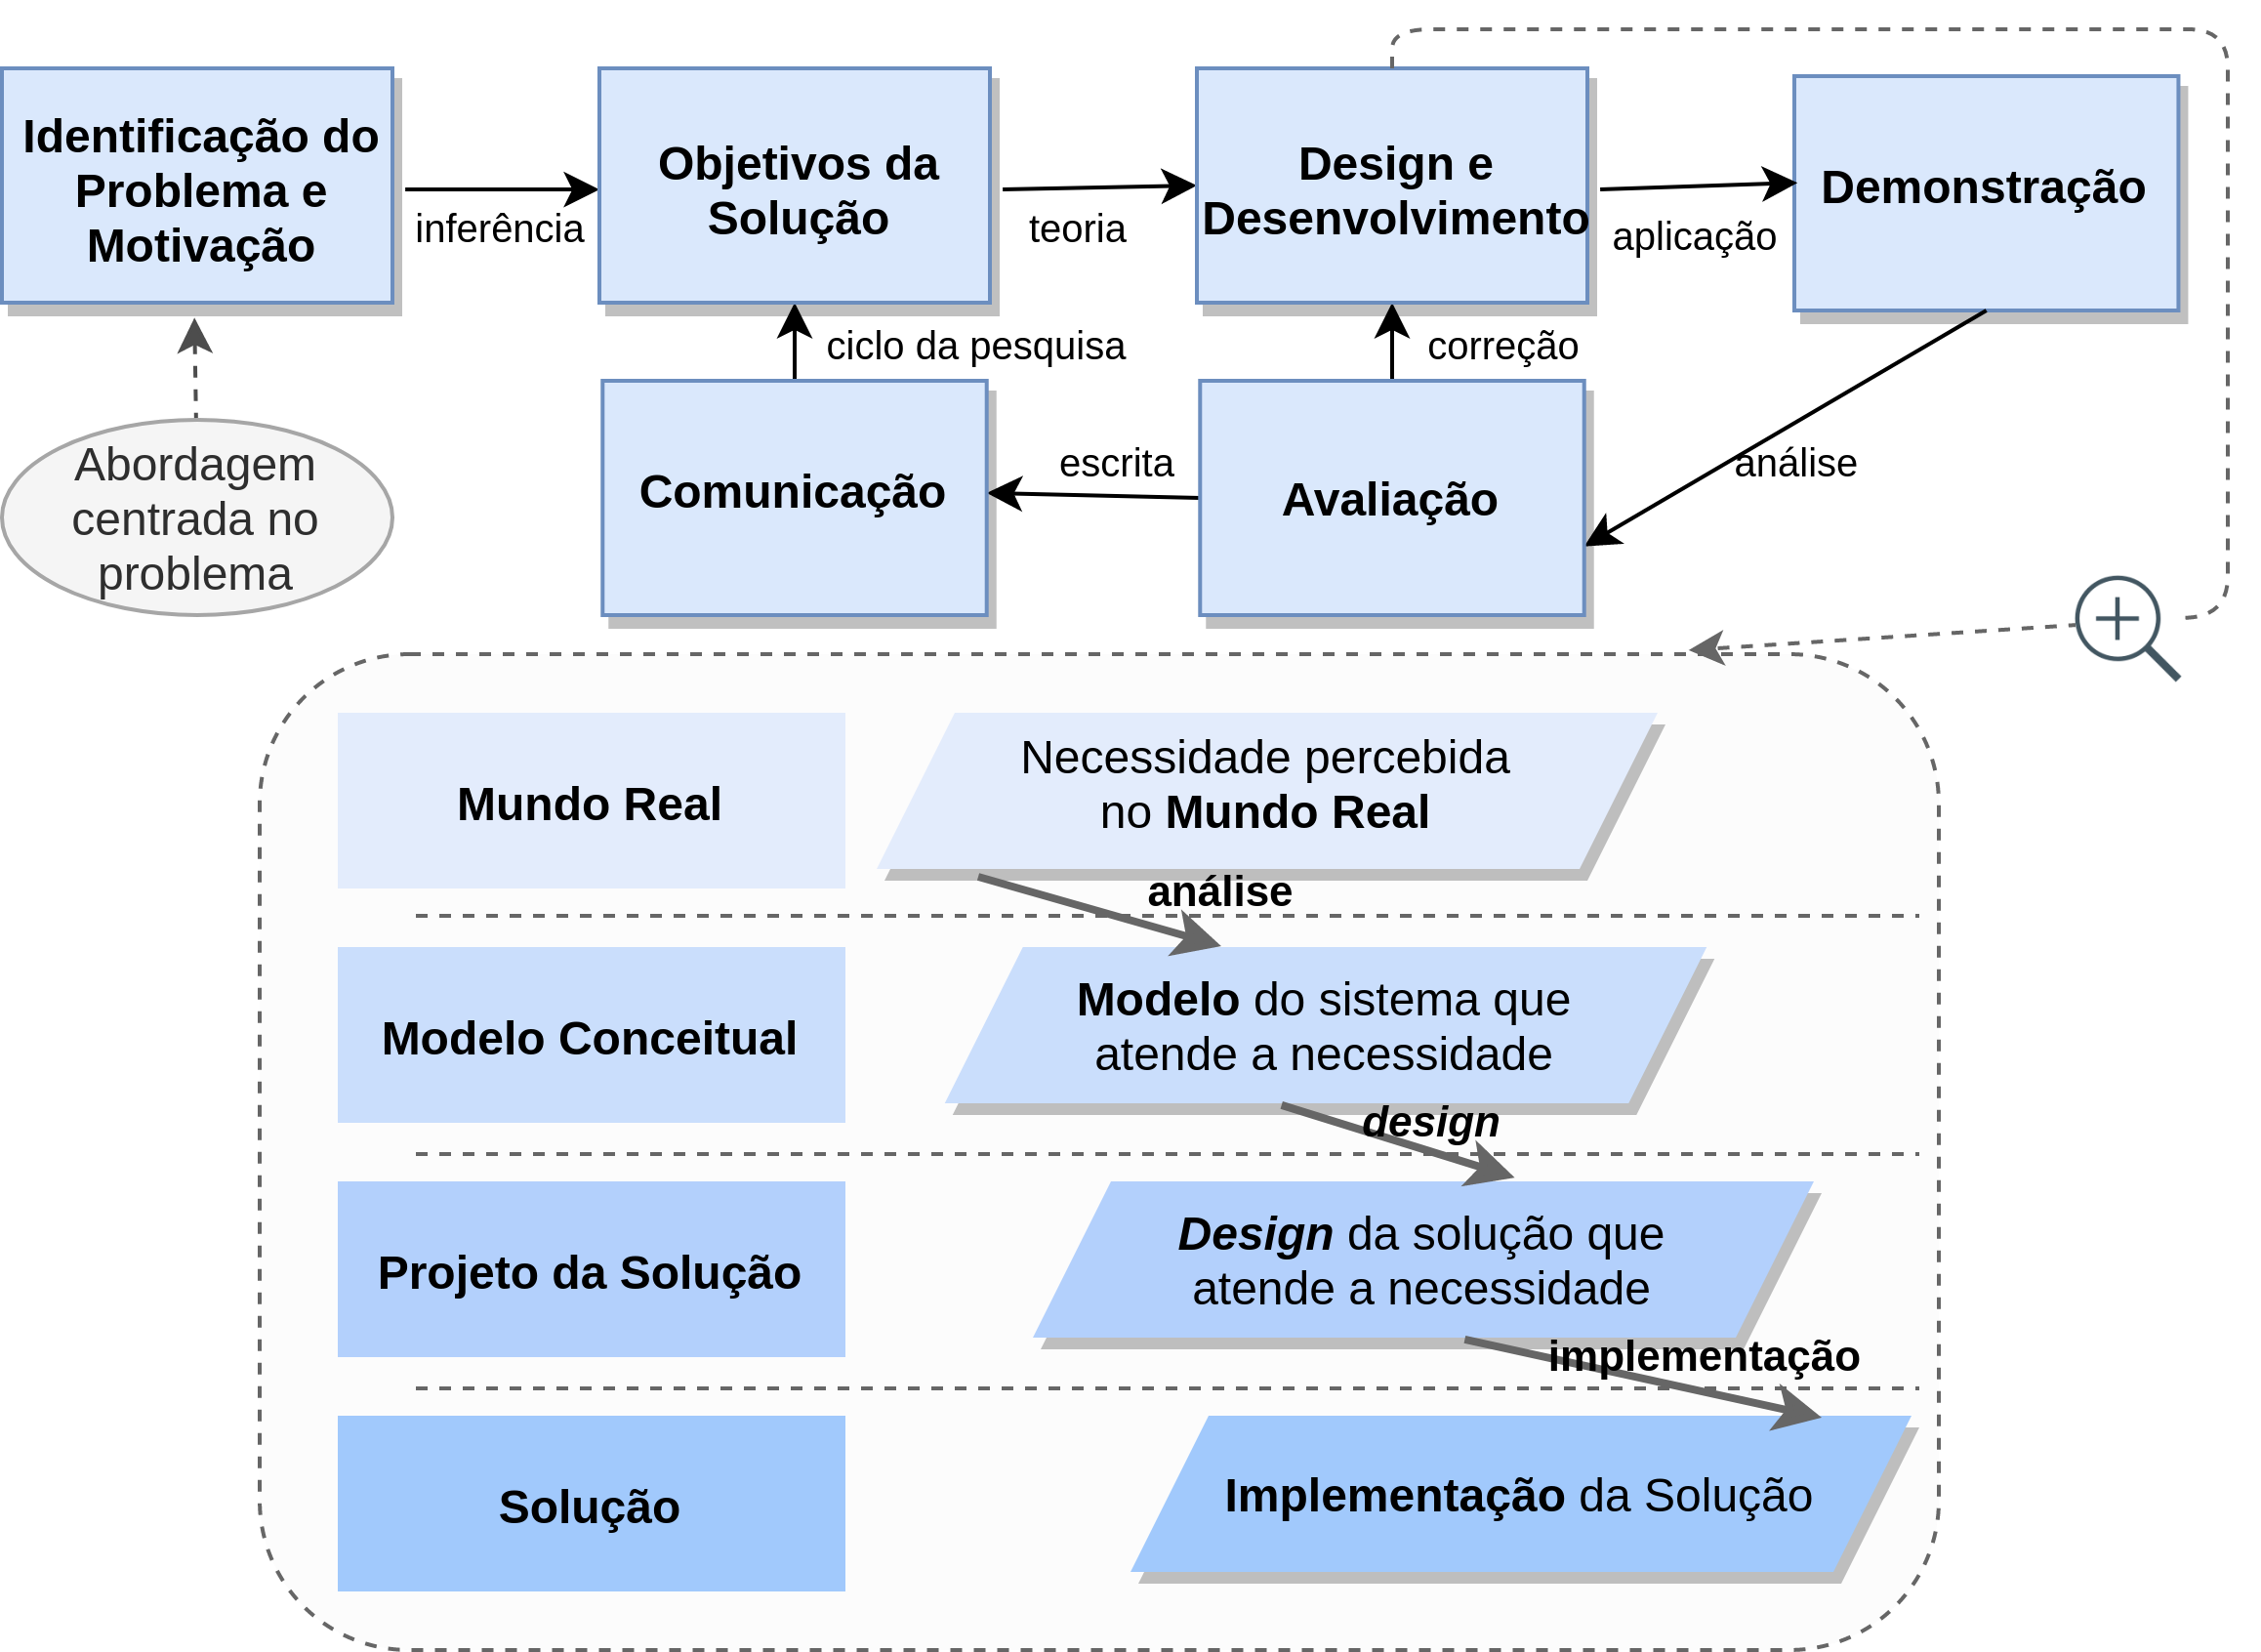 Identificação do
Problema e
Motivação
inferência
Objetivos da
Solução
teoria
Design e
Desenvolvimento
aplicação
Demonstração
ciclo da pesquisa
correção
Abordagem
centrada no
problema
Comunicação
escrita
Avaliação
análise
Mundo Real
Necessidade percebida
no Mundo Real
análise
Modelo Conceitual
Modelo do sistema que
atende a necessidade
design
Projeto da Solução
Design da solução que
atende a necessidade
implementação
Solução
Implementação da Solução